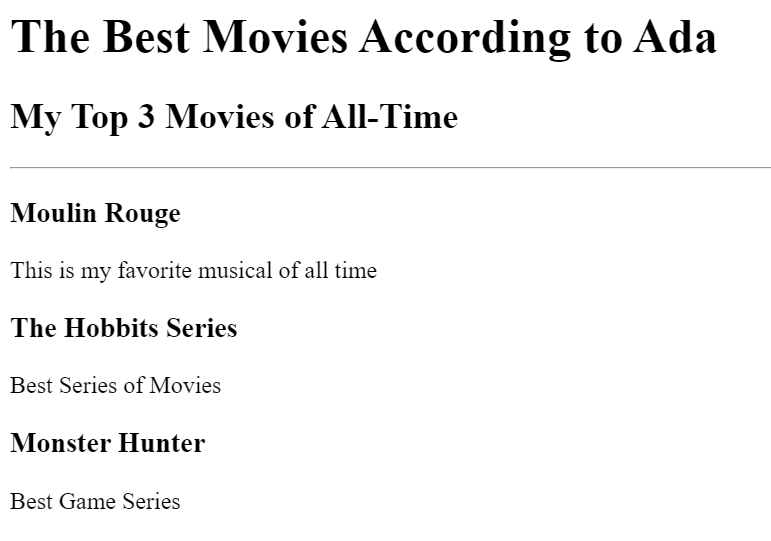 The Best Movies According to Ada
My Top 3 Movies of All-Time
Moulin Rouge
This is my favorite musical of all time
The Hobbits Series
Best Series of Movies
Monster Hunter
Best Game Series